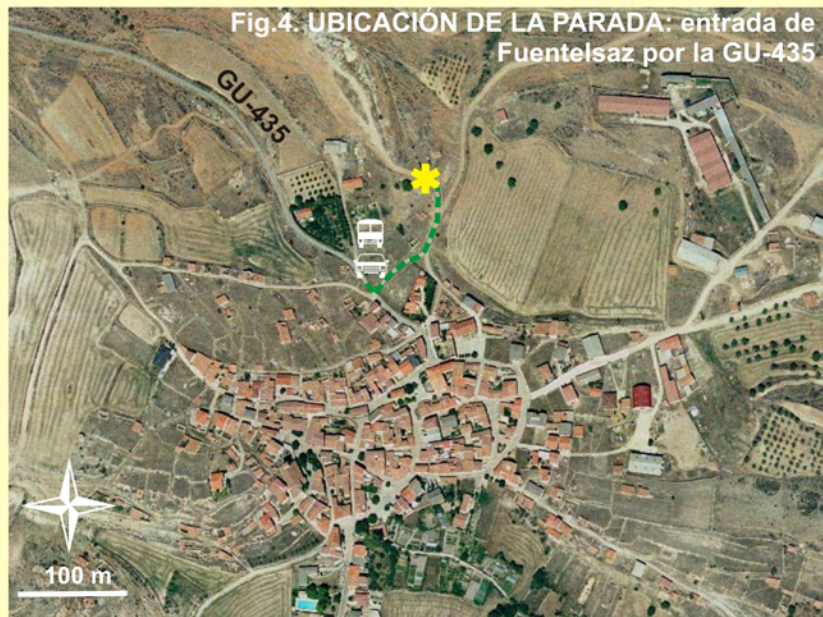 Fig.4. UBICACIÓN DE LA PARADA: entrada de
Fuentelsaz por la GU-435
GU-435
100 m